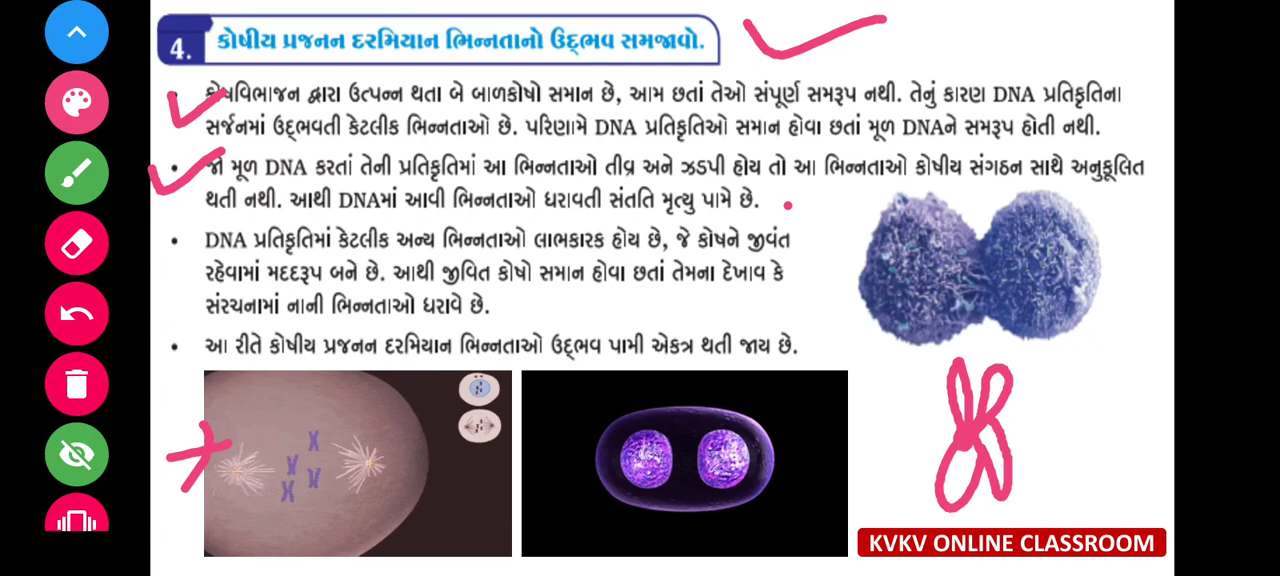 4. કોષીય પ્રજનન દરમિયાન ભિન્નતાનો ઉદ્ભવ સમજાવો.
• કોષવિભાજન દ્વારા ઉત્પન્ન થતા બે બાળકોષો સમાન છે, આમ છતાં તેઓ સંપૂર્ણ સમરૂપ નથી. તેનું કારણ DNA પ્રતિકૃતિના
સર્જનમાં ઉદ્ભવતી કેટલીક ભિન્નતાઓ છે. પરિણામે DNA પ્રતિકૃતિઓ સમાન હોવા છતાં મૂળ DNAને સમરૂપ હોતી નથી.
• જો મૂળ DNA કરતાં તેની પ્રતિકૃતિમાં આ ભિન્નતાઓ તીવ્ર અને ઝડપી હોય તો આ ભિન્નતાઓ કોષીય સંગઠન સાથે અનુકૂલિત
થતી નથી. આથી DNAમાં આવી ભિન્નતાઓ ધરાવતી સંતતિ મૃત્યુ પામે છે.
• DNA પ્રતિકૃતિમાં કેટલીક અન્ય ભિન્નતાઓ લાભકારક હોય છે, જે કોષને જીવંત
રહેવામાં મદદરૂપ બને છે. આથી જીવિત કોષો સમાન હોવા છતાં તેમના દેખાવ કે
સંરચનામાં નાની ભિન્નતાઓ ધરાવે છે.
• આ રીતે કોષીય પ્રજનન દરમિયાન ભિન્નતાઓ ઉદ્ભવ પામી એકત્ર થતી જાય છે.
KVKV ONLINE CLASSROOM